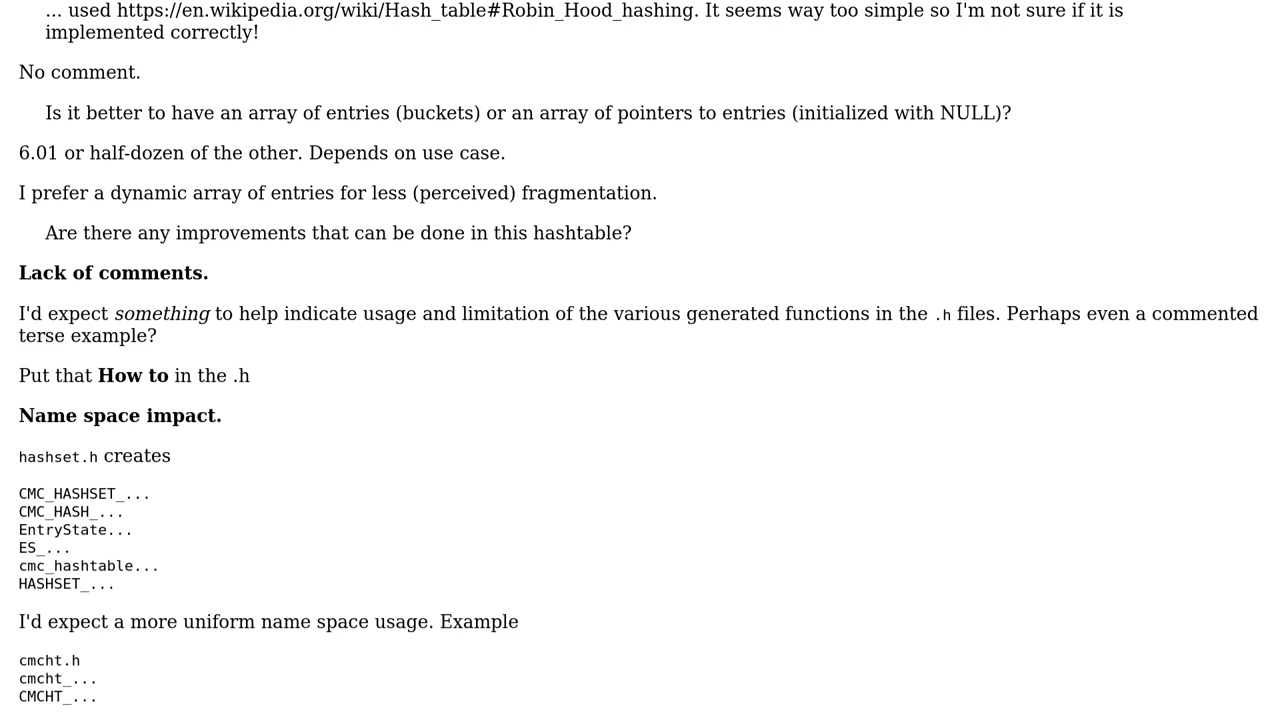 ... used https://en.wikipedia.org/wiki/Hash_table#Robin_Hood_hashing. It seems way too simple so I'm not sure if it is
implemented correctly!
No comment.
Is it better to have an array of entries (buckets) or an array of pointers to entries (initialized with NULL)?
6.01 or half-dozen of the other. Depends on use case.
I prefer a dynamic array of entries for less (perceived) fragmentation.
Are there any improvements that can be done in this hashtable?
Lack of comments.
I'd expect something to help indicate usage and limitation of the various generated functions in the .h files. Perhaps even a commented
terse example?
Put that How to in the .h
Name space impact.
hashset.h creates
CMC_HASHSET_...
CMC_HASH_...
EntryState...
ES_...
cmc_hashtable...
HASHSET_...
I'd expect a more uniform name space usage. Example
cmcht.h
cmcht_...
CMCHT_...